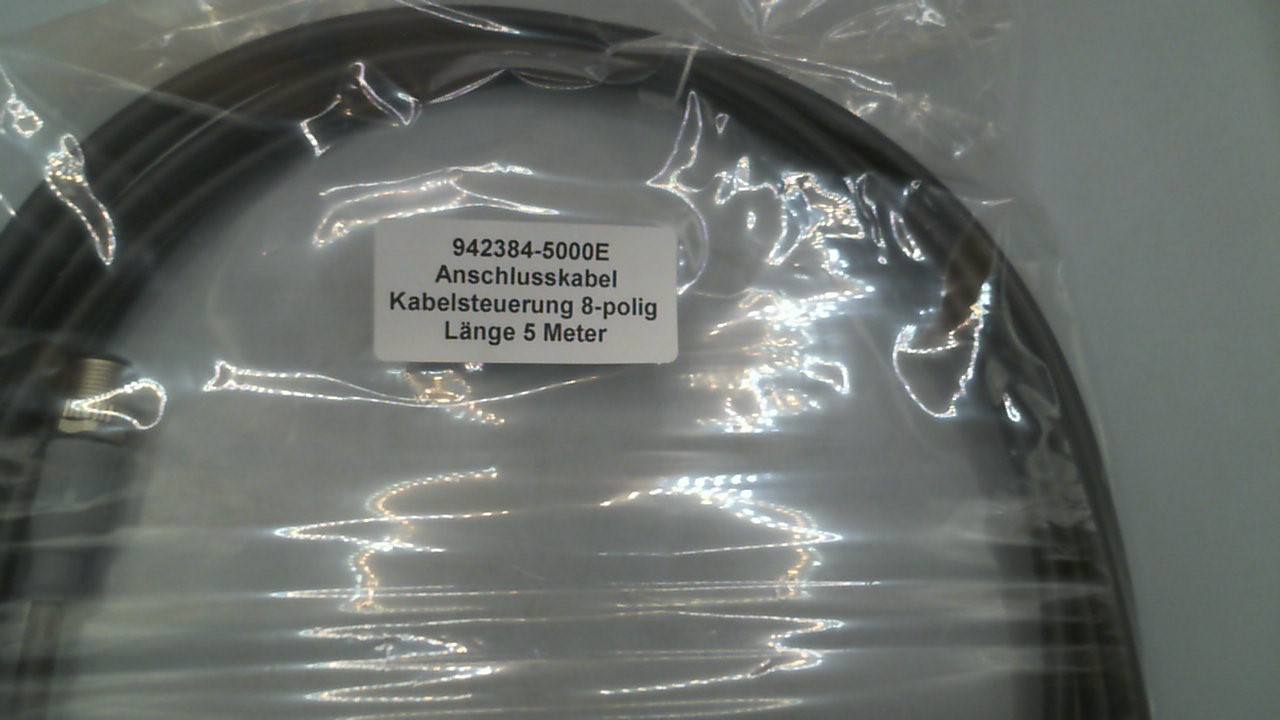 942384-5000E
Anschlusskabel
Kabelsteuerung 8-polig
Länge 5 Meter